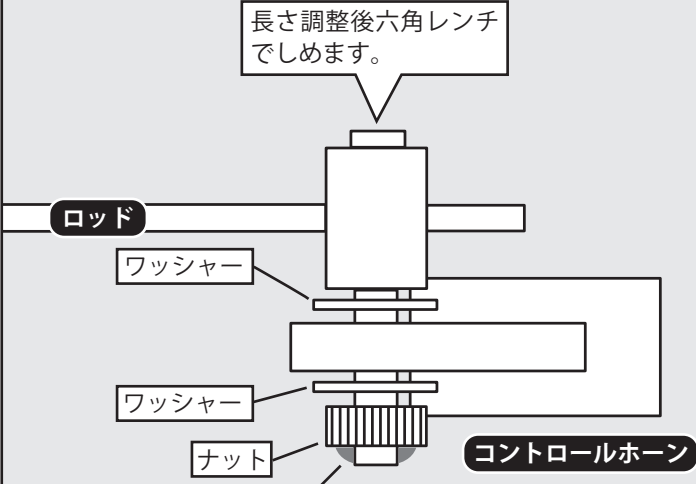 長さ調整後六角レンチ
でしめます。
ロッド
ワッシャー
ワッシャー
ナット
コントロールホーン